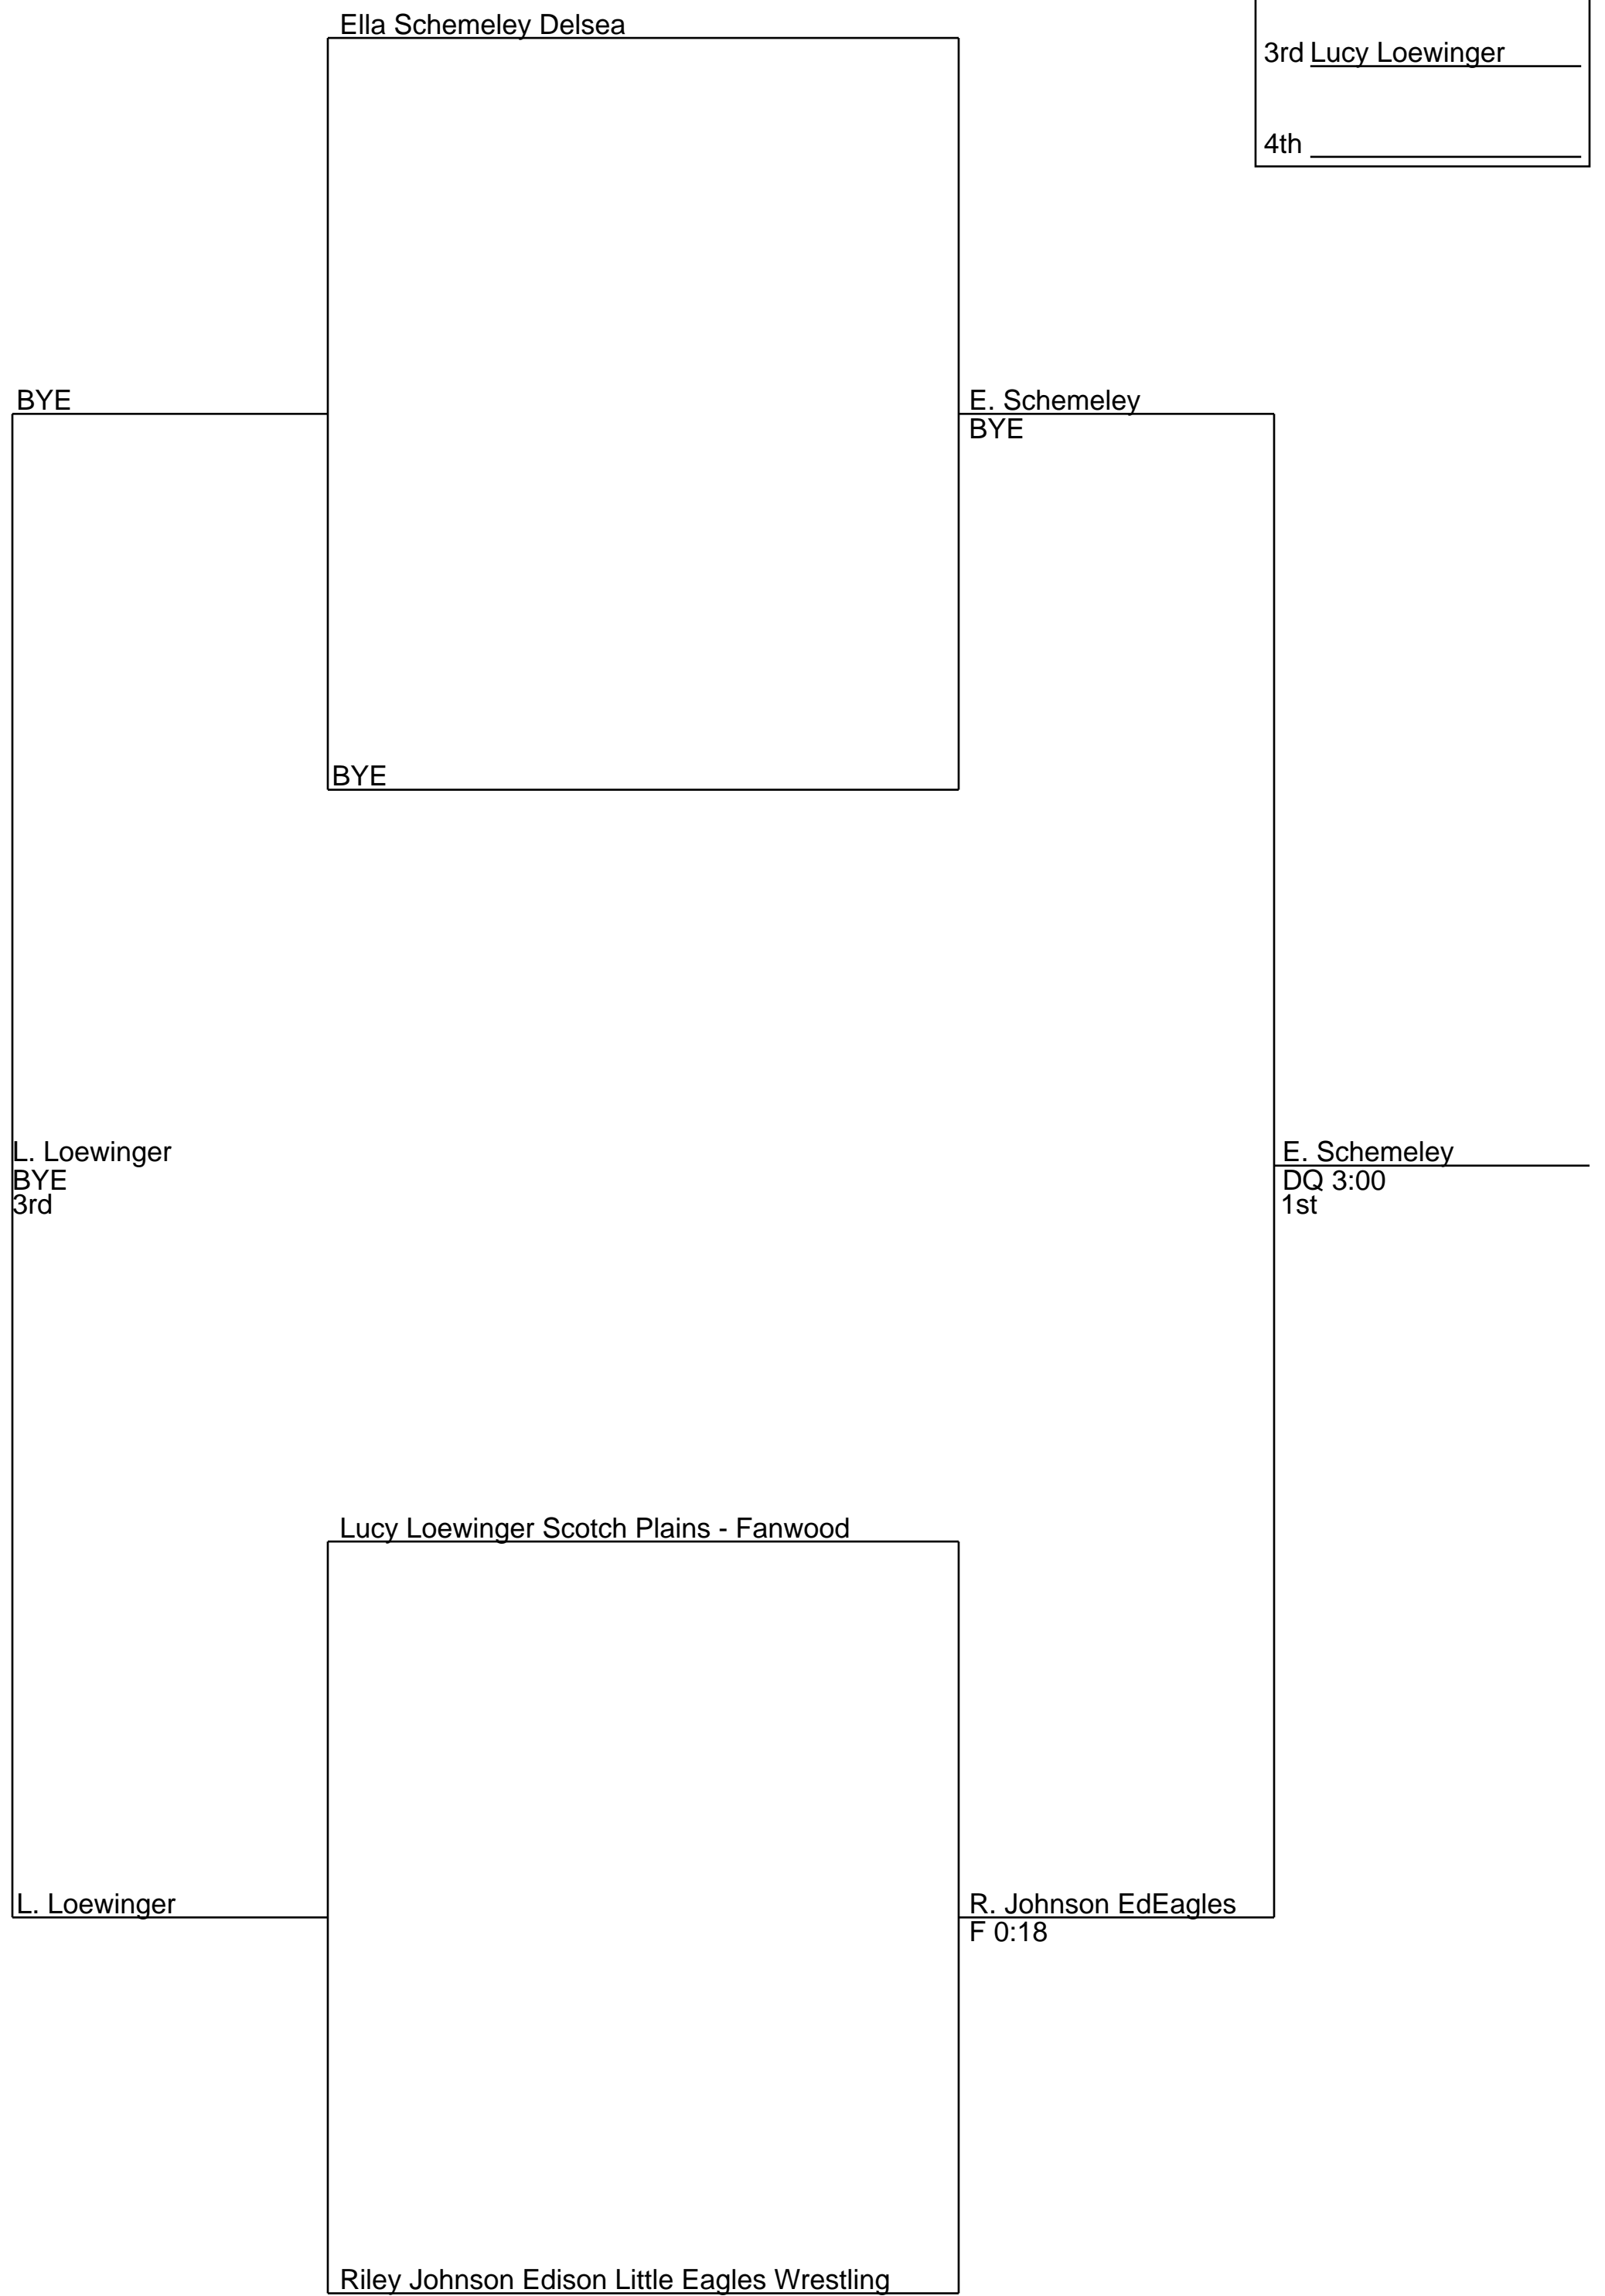 Ella Schemeley Delsea
3rd Lucy Loewinger
4th
BYE
E. Schemeley
BYE
BYE
L. Loewinger
BYE
3rd
E. Schemeley
DQ 3:00
1st
Lucy Loewinger Scotch Plains - Fanwood
L. Loewinger
R. Johnson EdEagles
F 0:18
Riley Johnson Edison Little Eagles Wrestling